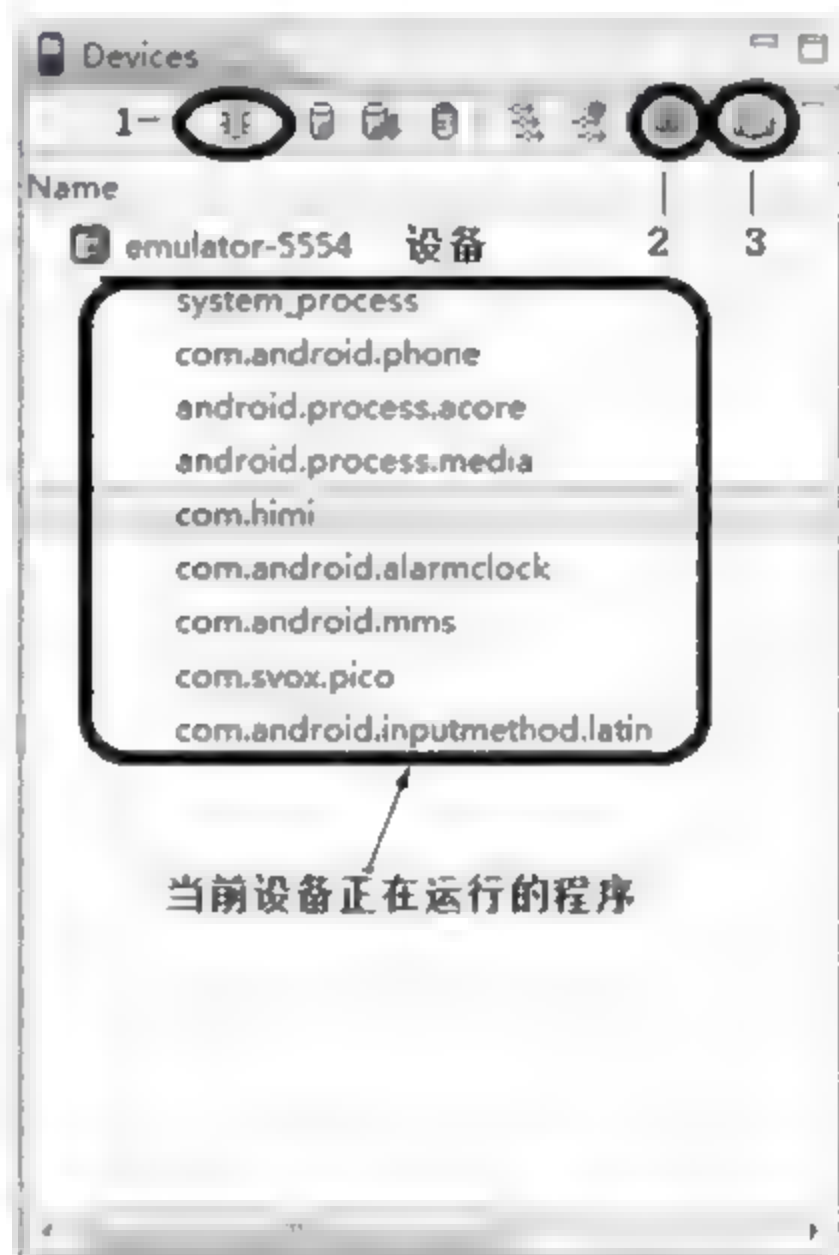 Devices
1-
Name
2 3
emulator-5554 设备
system_process
com.android.phone
android.process.acore
android.process.media
com.himi
com.android.alarmclock
com.android.mms
com.svox.pico
com.android.inputmethod.latin
当前设备正在运行的程序